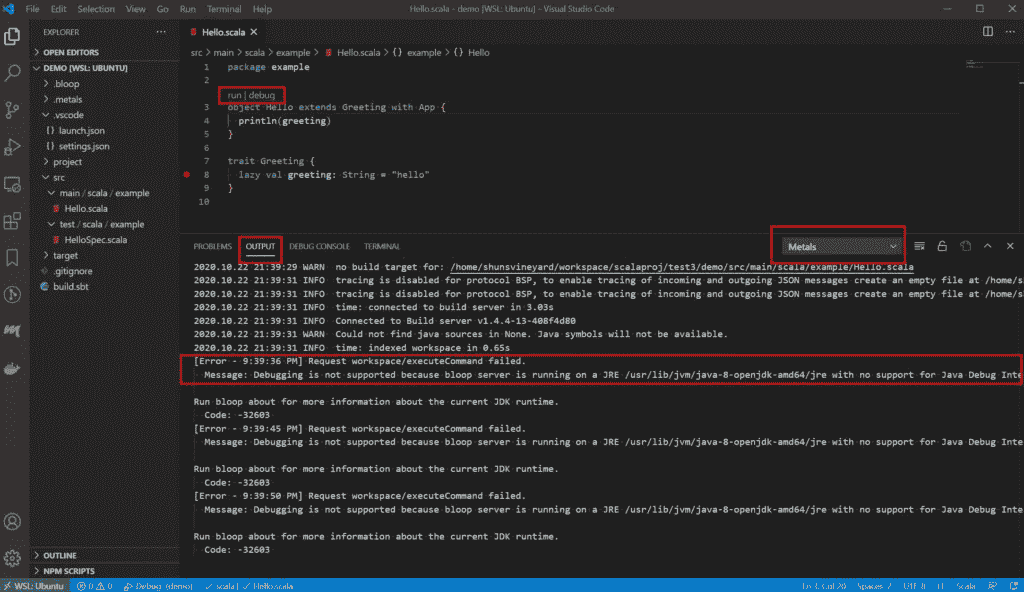 File Edit Selection View Go Run Terminal Help
Hello.scala - demo [WSL: Ubuntu] - Visual Studio Code
EXPLORER
OPEN EDITORS
DEMO [WSL: UBUNTU]
.bloop
.metals
.vscode
launch.json
settings.json
project
src
main / scala / example
Hello.scala
test / scala / example
HelloSpec.scala
target
.gitignore
build.sbt
OUTLINE
NPM SCRIPTS
Hello.scala
src > main > scala > example > Hello.scala > {} example > {} Hello
1 package example
2
run | debug
3 object Hello extends Greeting with App {
4 println(greeting)
5 }
6
7 trait Greeting {
8 lazy val greeting: String = "hello"
9 }
10
PROBLEMS OUTPUT DEBUG CONSOLE TERMINAL
Metals
2020.10.22 21:39:29 WARN no build target for: /home/shunsvineyard/workspace/scalaproj/test3/demo/src/main/scala/example/Hello.scala
2020.10.22 21:39:31 INFO tracing is disabled for protocol BSP, to enable tracing of incoming and outgoing JSON messages create an empty file at /home/s
2020.10.22 21:39:31 INFO tracing is disabled for protocol BSP, to enable tracing of incoming and outgoing JSON messages create an empty file at /home/s
2020.10.22 21:39:31 INFO time: connected to build server in 3.03s
2020.10.22 21:39:31 INFO Connected to Build server v1.4.4-13-408f4d80
2020.10.22 21:39:31 WARN Could not find java sources in None. Java symbols will not be available.
2020.10.22 21:39:31 INFO time: indexed workspace in 0.65s
[Error - 9:39:36 PM] Request workspace/executeCommand failed.
Message: Debugging is not supported because bloop server is running on a JRE /usr/lib/jvm/java-8-openjdk-amd64/jre with no support for Java Debug Inte
Run bloop about for more information about the current JDK runtime.
Code: -32603
[Error - 9:39:45 PM] Request workspace/executeCommand failed.
Message: Debugging is not supported because bloop server is running on a JRE /usr/lib/jvm/java-8-openjdk-amd64/jre with no support for Java Debug Inte
Run bloop about for more information about the current JDK runtime.
Code: -32603
[Error - 9:39:50 PM] Request workspace/executeCommand failed.
Message: Debugging is not supported because bloop server is running on a JRE /usr/lib/jvm/java-8-openjdk-amd64/jre with no support for Java Debug Inte
Run bloop about for more information about the current JDK runtime.
Code: -32603
WSL: Ubuntu 0 0 Debug (demo) scala Hello.scala Spaces: 2 UTF-8 Scala